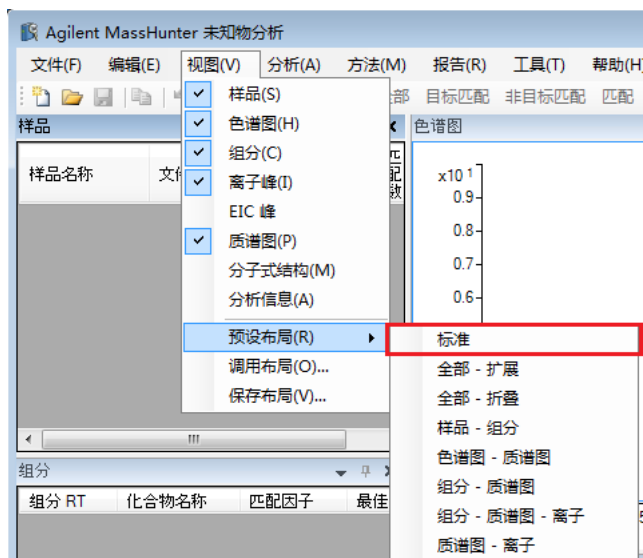 Agilent MassHunter 未知物分析
文件(F) 编辑(E) 视图(V) 分析(A) 方法(M) 报告(R) 工具(T) 帮助(H)
部 目标匹配 非目标匹配 匹配
样品 色谱图
样品(S)
色谱图(H)
组分(C)
离子峰(I)
EIC 峰
质谱图(P)
分子式结构(M)
分析信息(A)
预设布局(R)
调用布局(O)...
保存布局(V)...
样品名称 文件 匹配数
x10 1
0.9
0.8
0.7
0.6
标准
全部 - 扩展
全部 - 折叠
样品 - 组分
色谱图 - 质谱图
组分 - 质谱图
组分 - 质谱图 - 离子
质谱图 - 离子
组分
组分 RT 化合物名称 匹配因子 最佳